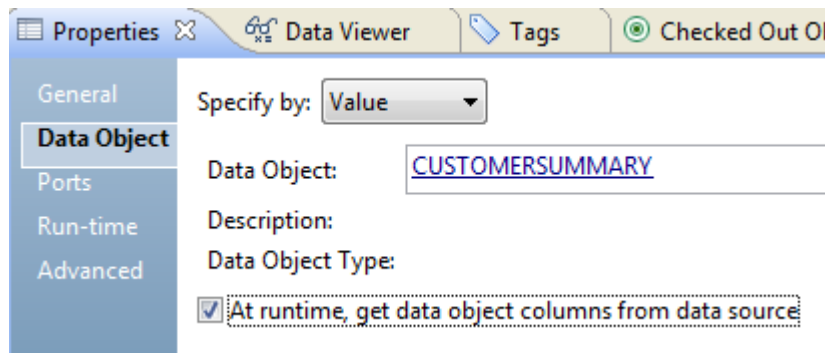 Properties Data Viewer Tags Checked Out Ol
General
Specify by: Value
Data Object
Data Object: CUSTOMERSUMMARY
Ports
Description:
Run-time
Data Object Type:
Advanced
At runtime, get data object columns from data source